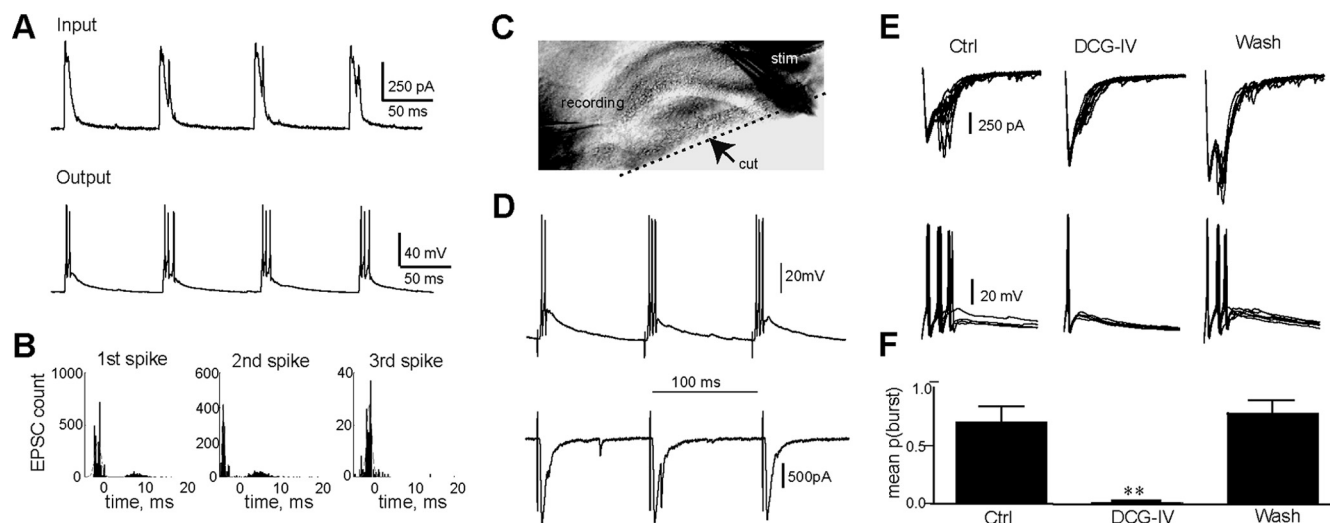 A
Input
250 pA
50 ms
Output
40 mV
50 ms
B
1st spike
2nd spike
3rd spike
EPSC count
1000
500
0
600
400
200
0
40
20
0
0 10 20
0 10 20
0 10 20
time, ms
time, ms
time, ms
C
stim
recording
cut
D
20mV
100 ms
500pA
E
Ctrl
DCG-IV
Wash
250 pA
20 mV
F
mean p(burst)
1.0
0.5
0.0
**
Ctrl
DCG-IV
Wash